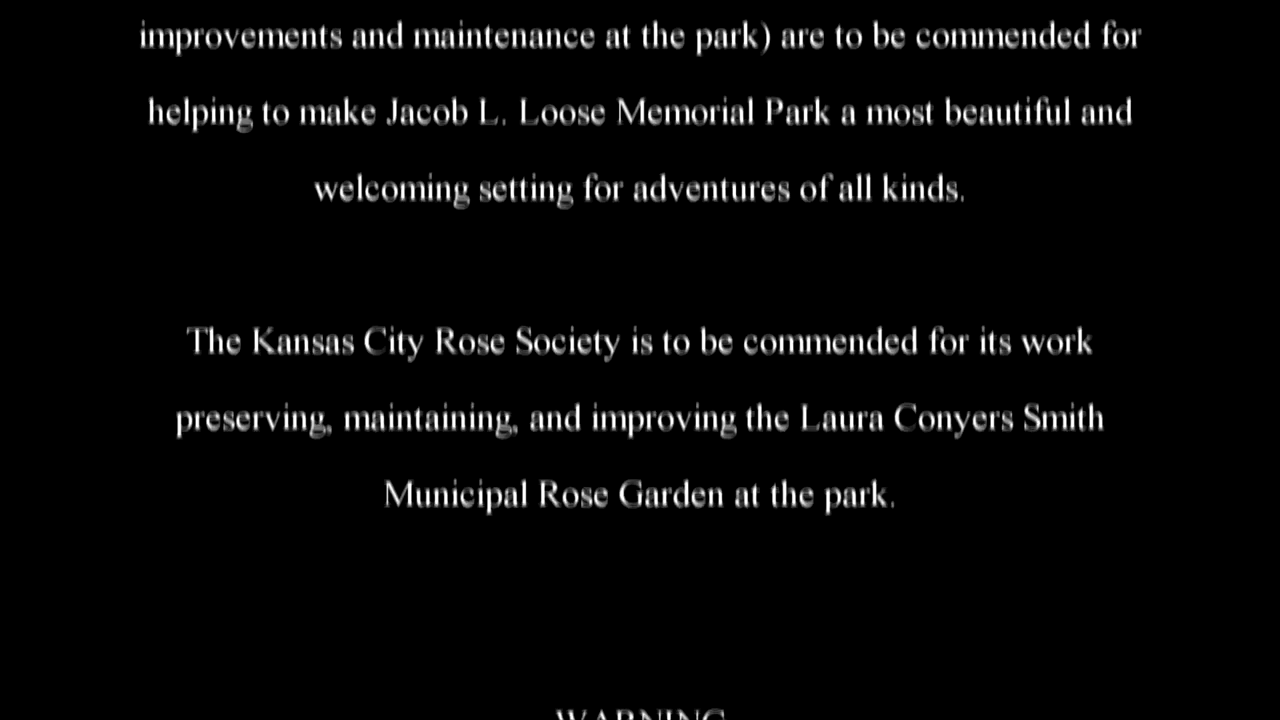 improvements and maintenance at the park) are to be commended for
helping to make Jacob L. Loose Memorial Park a most beautiful and
welcoming setting for adventures of all kinds.
The Kansas City Rose Society is to be commended for its work
preserving, maintaining, and improving the Laura Conyers Smith
Municipal Rose Garden at the park.
WARNING